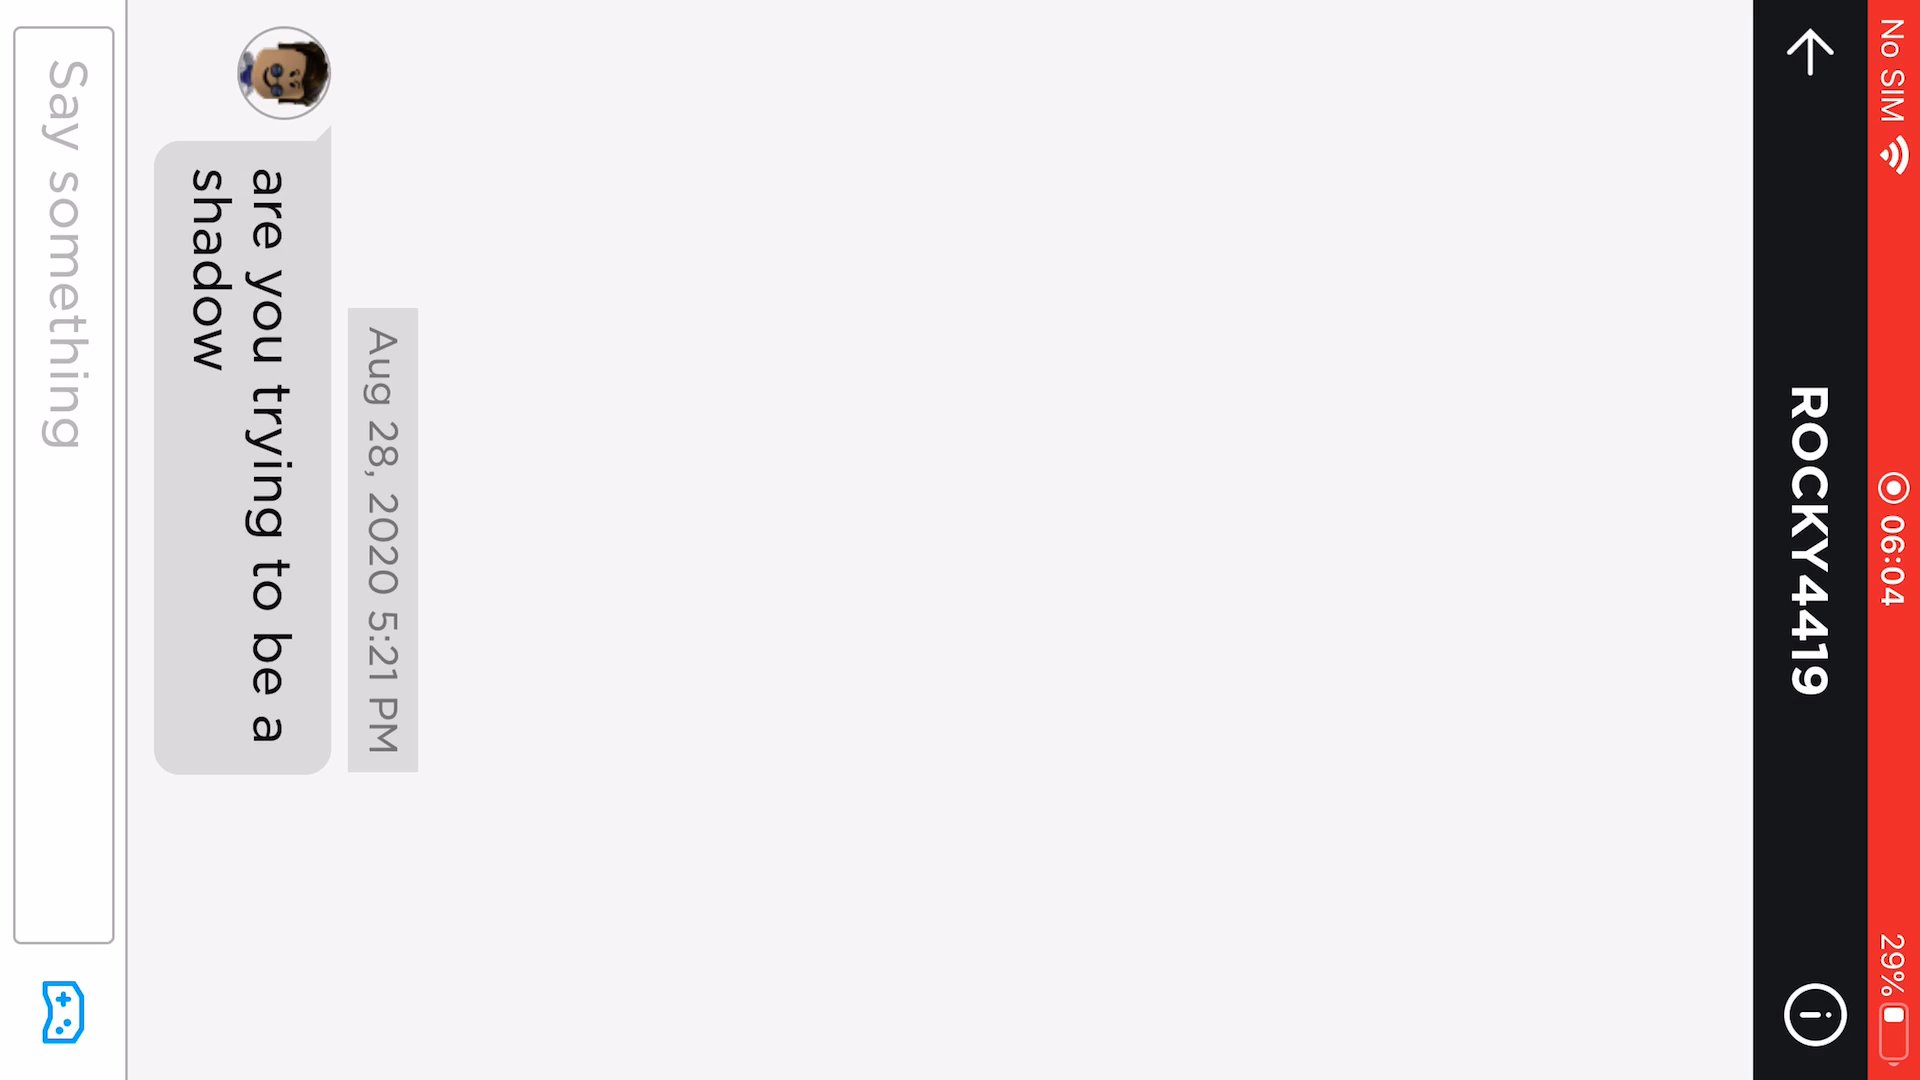 No SIM 06:04 29%
ROCKY4419
Aug 28, 2020 5:21 PM
are you trying to be a
shadow
Say something